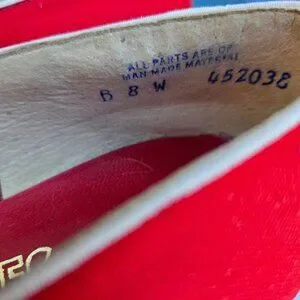 ALL PARTS ARE OF
MAN MADE MATERIAL
B 8 W 452038